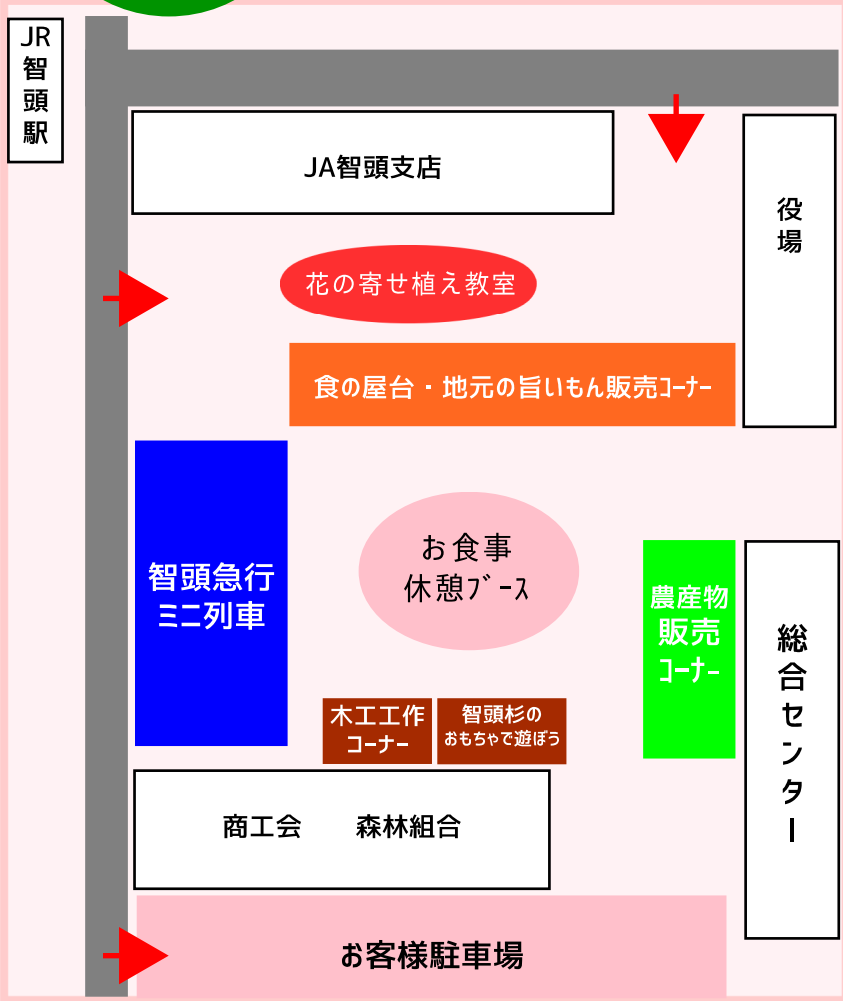 JR
智
頭
駅
JA智頭支店
役
場
花の寄せ植え教室
食の屋台・地元の旨いもん販売ｺｰﾅｰ
智頭急行
ミニ列車
お食事
休憩ﾌﾞｰｽ
農産物
販売
ｺｰﾅｰ
総
合
セ
ン
タ
ー
木工工作
コーナー
智頭杉の
おもちゃで遊ぼう
商工会　　森林組合
お客様駐車場